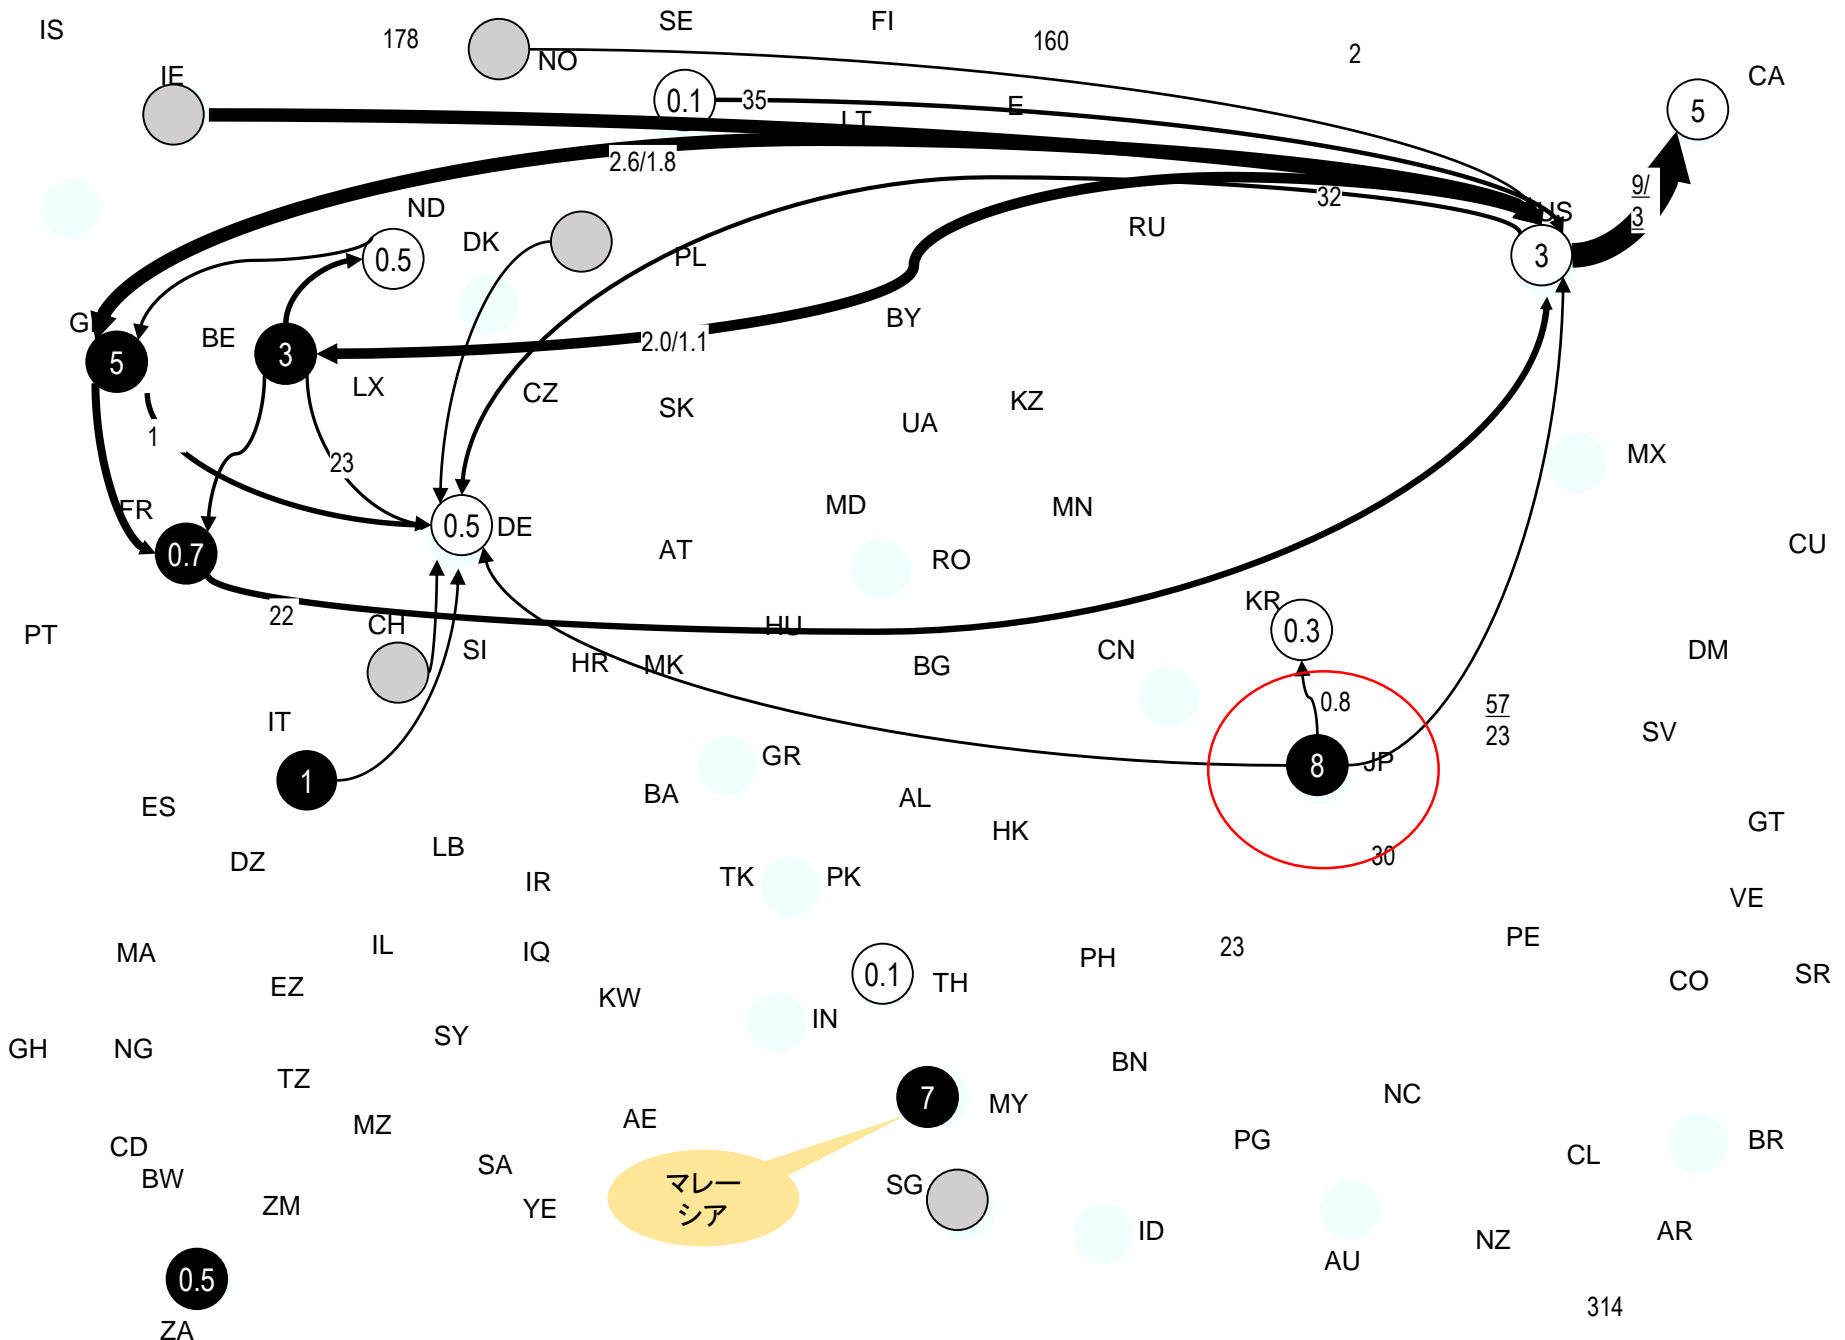 IS
178
SE
FI
160
2
NO
CA
IE
0.1
35
E
LT
5
2.6/1.8
9/
3
32
US
ND
DK
RU
0.5
PL
3
G
BE
BY
5
3
2.0/1.1
LX
CZ
SK
KZ
UA
1
23
MX
FR
MD
MN
0.5
DE
0.7
AT
RO
CU
22
CH
HU
KR
0.3
PT
SI
HR
MK
BG
CN
DM
0.8
57
23
IT
SV
GR
8
JP
1
BA
AL
ES
HK
GT
LB
DZ
30
IR
TK
PK
VE
MA
IL
IQ
0.1
TH
PH
23
PE
EZ
KW
CO
SR
IN
GH
NG
SY
TZ
BN
7
MY
NC
MZ
AE
CD
PG
BR
BW
SA
マレー
シア
SG
CL
ZM
YE
ID
AU
NZ
AR
0.5
ZA
314